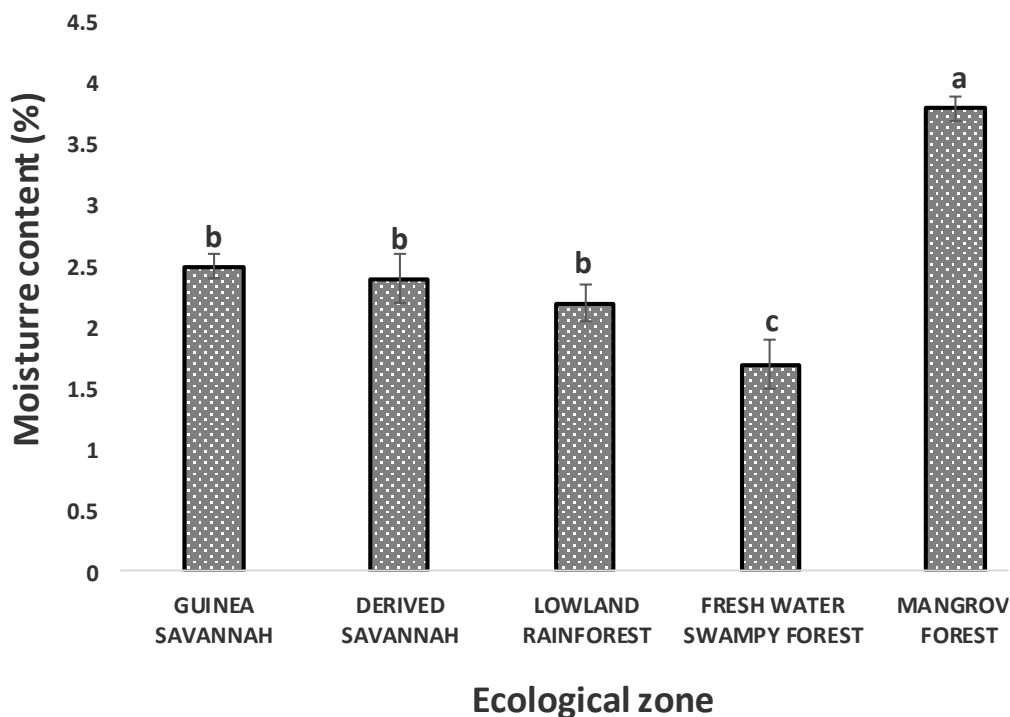 4.5
4
3.5
3
2.5
2
1.5
1
0.5
0
Moisturre content (%)
b
b
b
c
a
GUINEA
SAVANNAH
DERIVED
SAVANNAH
LOWLAND
RAINFOREST
FRESH WATER
SWAMPY FOREST
MANGROV
FOREST
Ecological zone